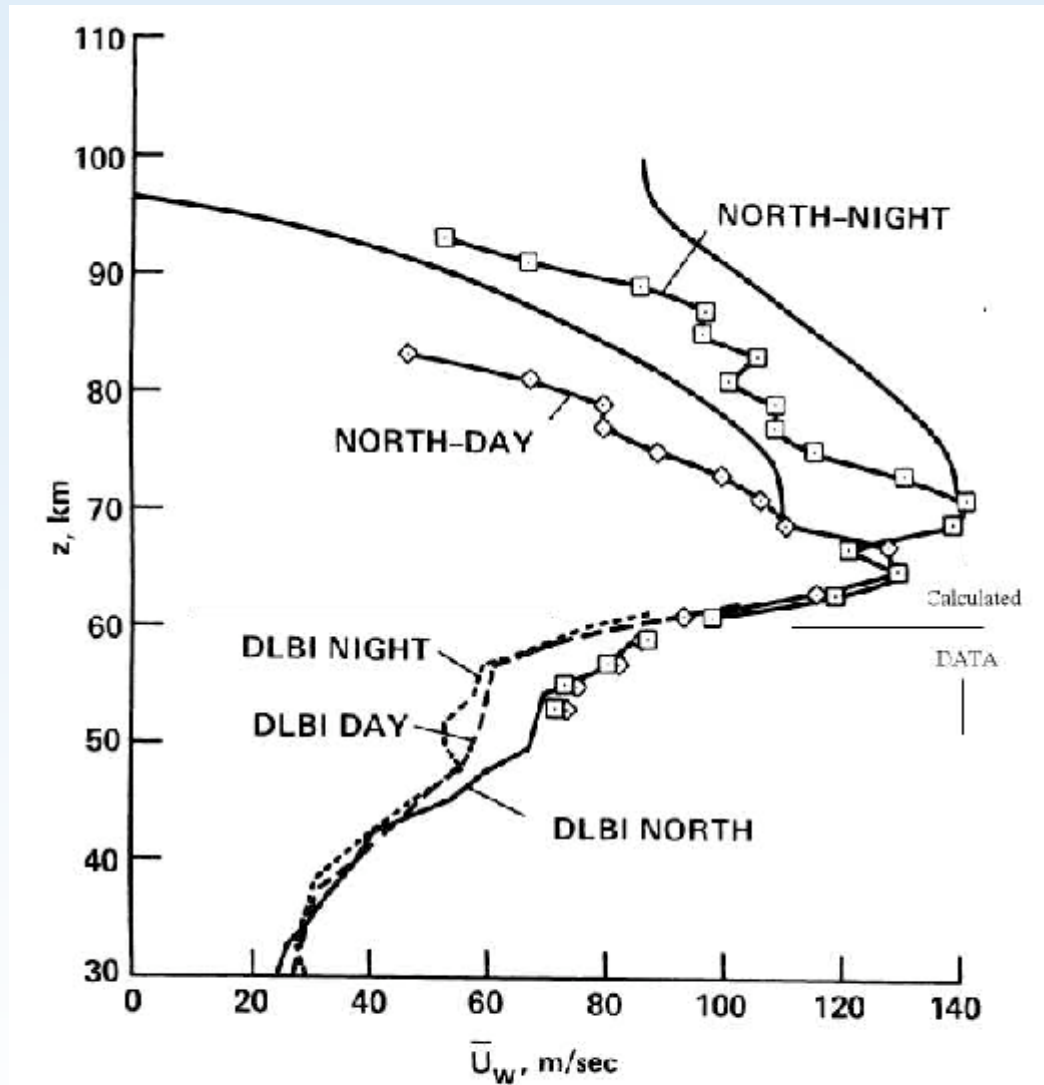 110
100
90
80
70
60
50
40
30
z, km
NORTH–NIGHT
NORTH–DAY
Calculated
DATA
DLBI NIGHT
DLBI DAY
DLBI NORTH
0 20 40 60 80 100 120 140
U̅w, m/sec